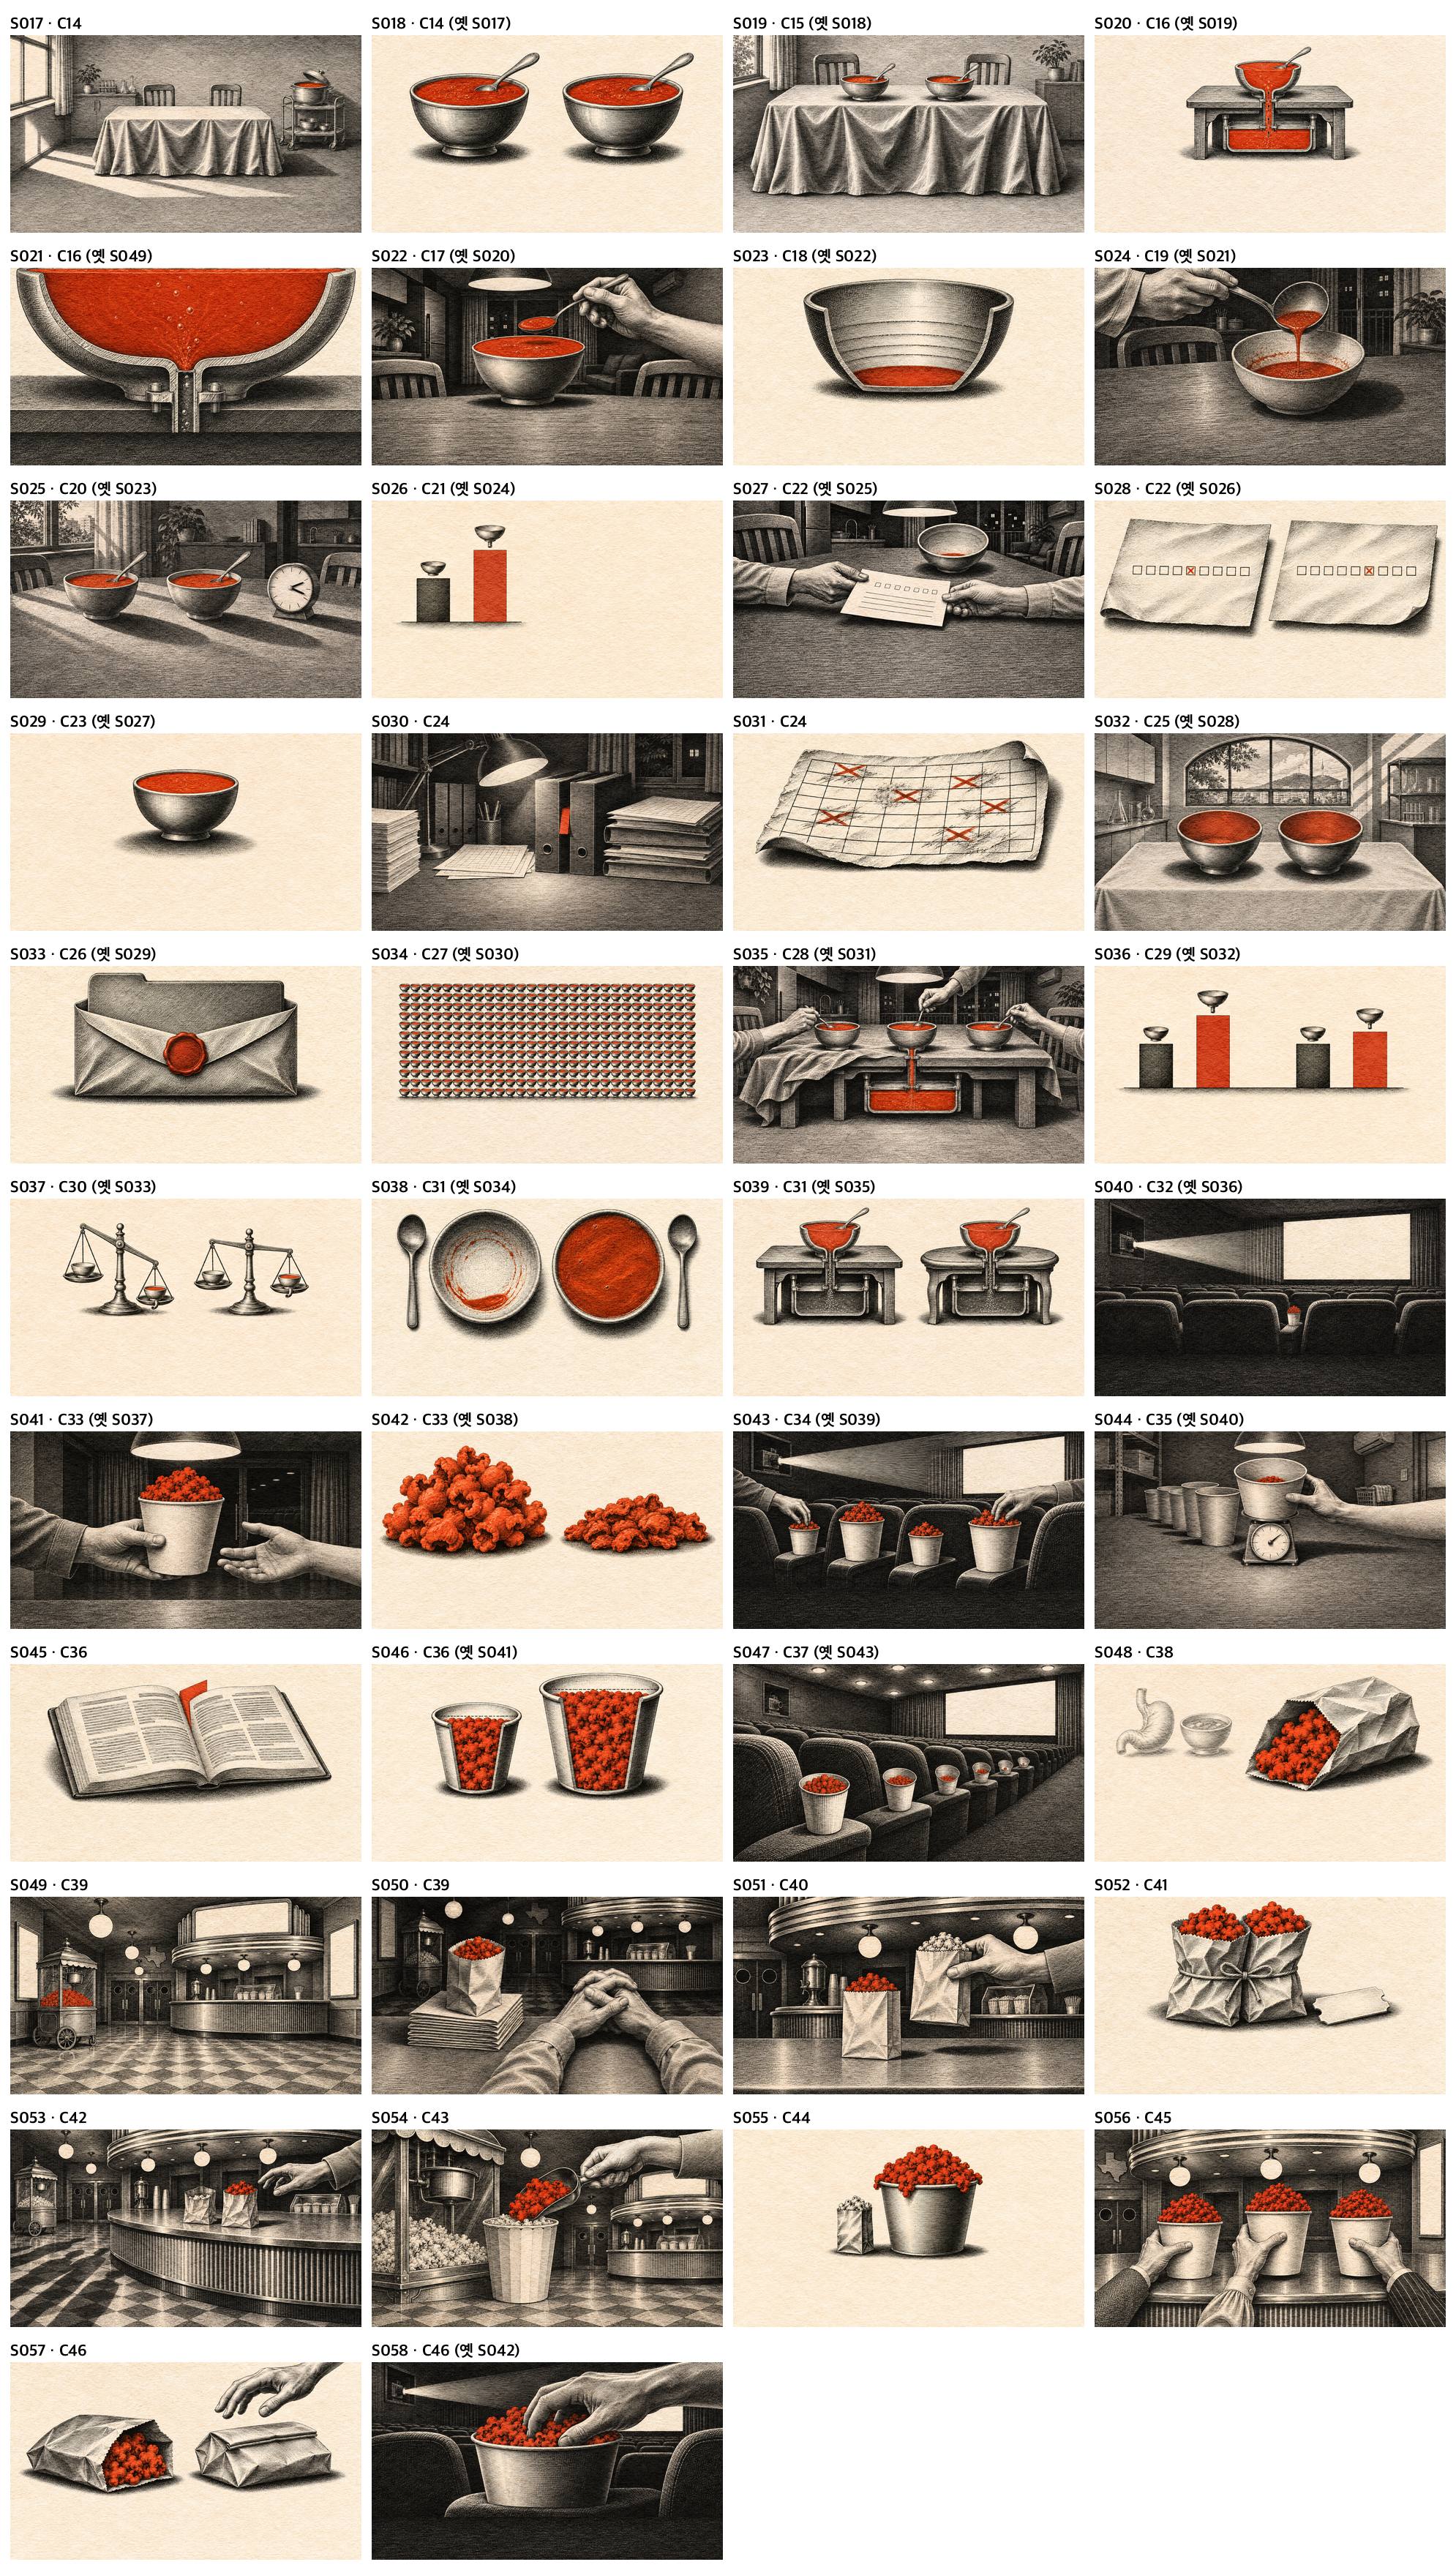 S017 · C14
S018 · C14 (옛 S017)
S019 · C15 (옛 S018)
S020 · C16 (옛 S019)
S021 · C16 (옛 S049)
S022 · C17 (옛 S020)
S023 · C18 (옛 S022)
S024 · C19 (옛 S021)
S025 · C20 (옛 S023)
S026 · C21 (옛 S024)
S027 · C22 (옛 S025)
S028 · C22 (옛 S026)
S029 · C23 (옛 S027)
S030 · C24
S031 · C24
S032 · C25 (옛 S028)
S033 · C26 (옛 S029)
S034 · C27 (옛 S030)
S035 · C28 (옛 S031)
S036 · C29 (옛 S032)
S037 · C30 (옛 S033)
S038 · C31 (옛 S034)
S039 · C31 (옛 S035)
S040 · C32 (옛 S036)
S041 · C33 (옛 S037)
S042 · C33 (옛 S038)
S043 · C34 (옛 S039)
S044 · C35 (옛 S040)
S045 · C36
S046 · C36 (옛 S041)
S047 · C37 (옛 S043)
S048 · C38
S049 · C39
S050 · C39
S051 · C40
S052 · C41
S053 · C42
S054 · C43
S055 · C44
S056 · C45
S057 · C46
S058 · C46 (옛 S042)